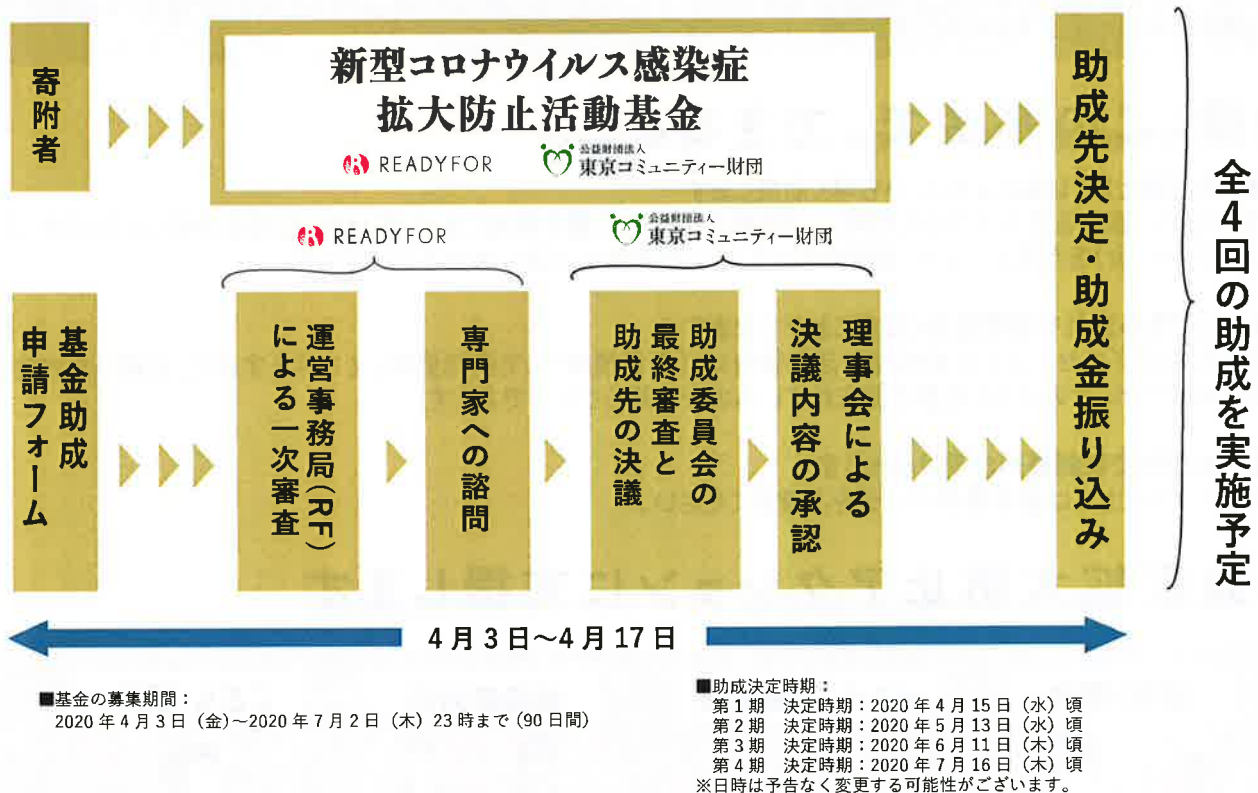 寄附者
新型コロナウイルス感染症
拡大防止活動基金
READYFOR
公益財団法人
東京コミュニティー財団
READYFOR
公益財団法人
東京コミュニティー財団
基金助成
申請フォーム
運営事務局(RF)
による一次審査
専門家への諮問
助成委員会の
最終審査と
助成先の決議
理事会による
決議内容の承認
助成先決定・助成金振り込み
全4回の助成を実施予定
4月3日～4月17日
■基金の募集期間：
2020年4月3日（金）～2020年7月2日（木）23時まで（90日間）
■助成決定時期：
第1期　決定時期：2020年4月15日（水）頃
第2期　決定時期：2020年5月13日（水）頃
第3期　決定時期：2020年6月11日（木）頃
第4期　決定時期：2020年7月16日（木）頃
※日時は予告なく変更する可能性がございます。